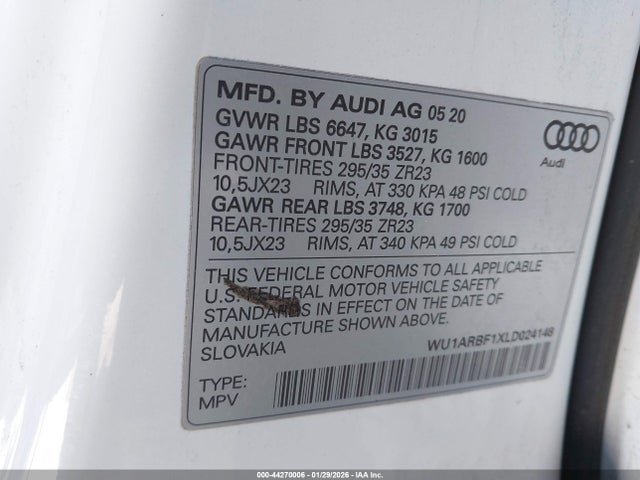 MFD. BY AUDI AG 05 20
GVWR LBS 6647, KG 3015
GAWR FRONT LBS 3527, KG 1600
FRONT-TIRES 295/35 ZR23
10,5JX23 RIMS, AT 330 KPA 48 PSI COLD
GAWR REAR LBS 3748, KG 1700
REAR-TIRES 295/35 ZR23
10,5JX23 RIMS, AT 340 KPA 49 PSI COLD
Audi
THIS VEHICLE CONFORMS TO ALL APPLICABLE
U.S. FEDERAL MOTOR VEHICLE SAFETY
STANDARDS IN EFFECT ON THE DATE OF
MANUFACTURE SHOWN ABOVE.
SLOVAKIA
WU1ARBF1XLD024148
TYPE:
MPV
000-44270006 - 01/29/2026 - IAA Inc.